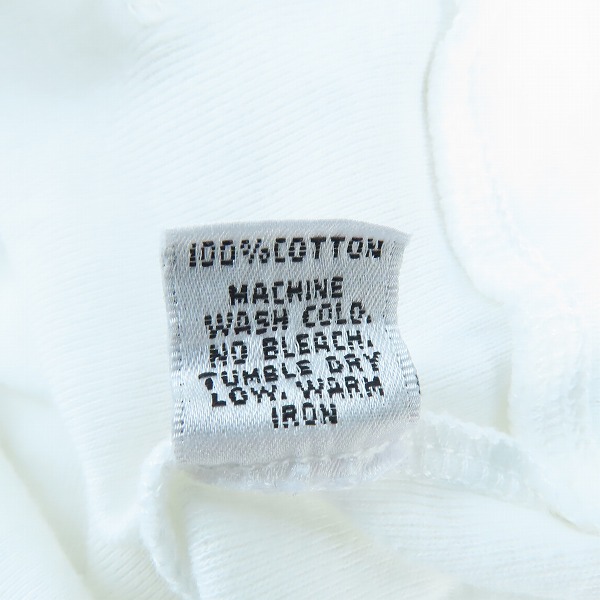 100% COTTON
MACHINE
WASH COLD.
NO BLEACH.
TUMBLE DRY
LOW. WARM
IRON